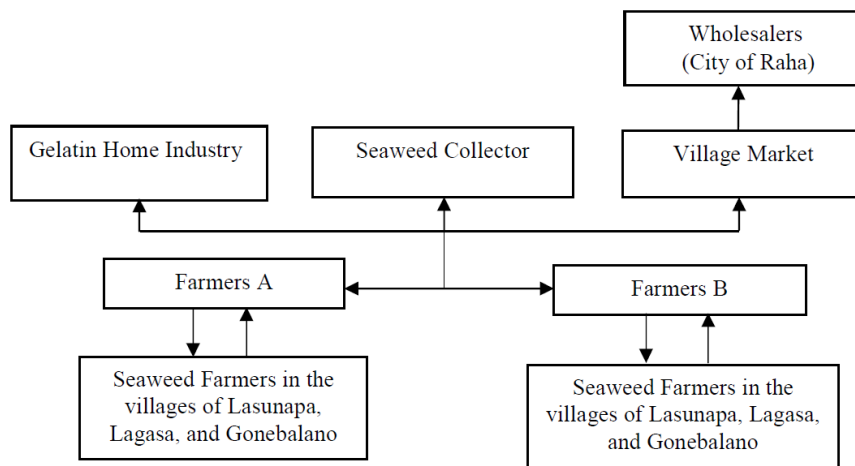 Wholesalers
(City of Raha)
Gelatin Home Industry
Seaweed Collector
Village Market
Farmers A
Farmers B
Seaweed Farmers in the
villages of Lasunapa,
Lagasa, and Gonebalano
Seaweed Farmers in the
villages of Lasunapa, Lagasa,
and Gonebalano